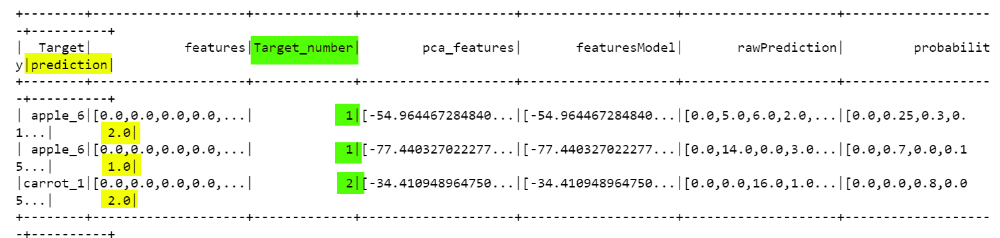 +--------+--------------------+-------------+--------------------+--------------------+--------------------+-------------------
-+----------+
|  Target|            features|Target_number|        pca_features|       featuresModel|       rawPrediction|         probabilit
y|prediction|
+--------+--------------------+-------------+--------------------+--------------------+--------------------+-------------------
-+----------+
| apple_6|[0.0,0.0,0.0,0.0,...|            1|[-54.964467284840...|[-54.964467284840...|[0.0,5.0,6.0,2.0,...|[0.0,0.25,0.3,0.
1...|       2.0|
| apple_6|[0.0,0.0,0.0,0.0,...|            1|[-77.440327022277...|[-77.440327022277...|[0.0,14.0,0.0,3.0...|[0.0,0.7,0.0,0.1
5...|       1.0|
|carrot_1|[0.0,0.0,0.0,0.0,...|            2|[-34.410948964750...|[-34.410948964750...|[0.0,0.0,16.0,1.0...|[0.0,0.0,0.8,0.0
5...|       2.0|
+--------+--------------------+-------------+--------------------+--------------------+--------------------+-------------------
-+----------+